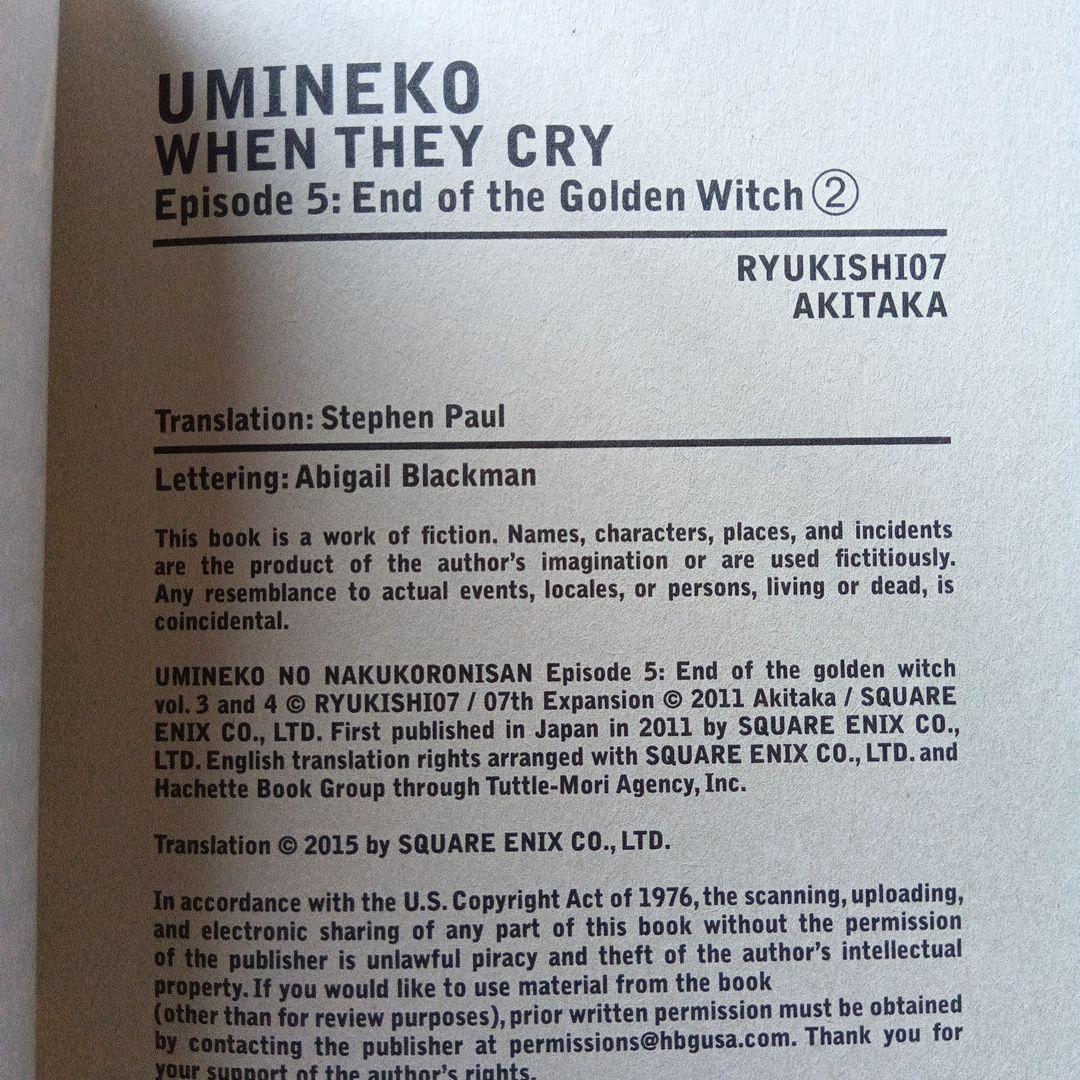 UMINEKO
WHEN THEY CRY
Episode 5: End of the Golden Witch ②
RYUKISHI07
AKITAKA
Translation: Stephen Paul
Lettering: Abigail Blackman
This book is a work of fiction. Names, characters, places, and incidents
are the product of the author's imagination or are used fictitiously.
Any resemblance to actual events, locales, or persons, living or dead, is
coincidental.
UMINEKO NO NAKUKORONISAN Episode 5: End of the golden witch
vol. 3 and 4 © RYUKISHI07 / 07th Expansion © 2011 Akitaka / SQUARE
ENIX CO., LTD. First published in Japan in 2011 by SQUARE ENIX CO.,
LTD. English translation rights arranged with SQUARE ENIX CO., LTD. and
Hachette Book Group through Tuttle-Mori Agency, Inc.
Translation © 2015 by SQUARE ENIX CO., LTD.
In accordance with the U.S. Copyright Act of 1976, the scanning, uploading,
and electronic sharing of any part of this book without the permission
of the publisher is unlawful piracy and theft of the author's intellectual
property. If you would like to use material from the book
(other than for review purposes), prior written permission must be obtained
by contacting the publisher at permissions@hbgusa.com. Thank you for
your support of the author's rights.